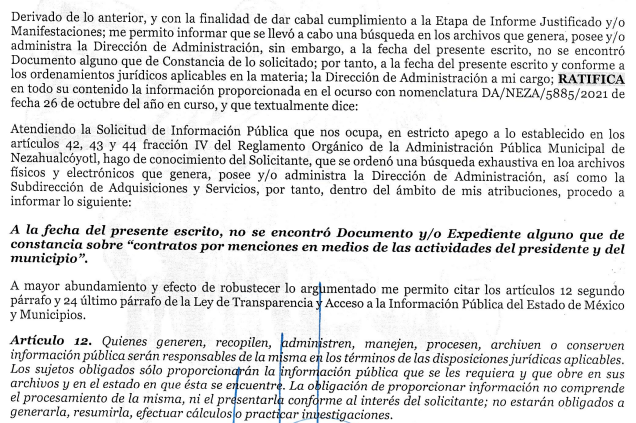 Derivado de lo anterior, y con la finalidad de dar cabal cumplimiento a la Etapa de Informe Justificado y/o
Manifestaciones; me permito informar que se llevó a cabo una búsqueda en los archivos que genera, posee y/o
administra la Dirección de Administración, sin embargo, a la fecha del presente escrito, no se encontró
Documento alguno que de Constancia de lo solicitado; por tanto, a la fecha del presente escrito y conforme a
los ordenamientos jurídicos aplicables en la materia; la Dirección de Administración a mi cargo; RATIFICA
en todo su contenido la información proporcionada en el ocurso con nomenclatura DA/NEZA/5885/2021 de
fecha 26 de octubre del año en curso, y que textualmente dice:
Atendiendo la Solicitud de Información Pública que nos ocupa, en estricto apego a lo establecido en los
artículos 42, 43 y 44 fracción IV del Reglamento Orgánico de la Administración Pública Municipal de
Nezahualcóyotl, hago de conocimiento del Solicitante, que se ordenó una búsqueda exhaustiva en loa archivos
físicos y electrónicos que genera, posee y/o administra la Dirección de Administración, así como la
Subdirección de Adquisiciones y Servicios, por tanto, dentro del ámbito de mis atribuciones, procedo a
informar lo siguiente:
A la fecha del presente escrito, no se encontró Documento y/o Expediente alguno que de
constancia sobre “contratos por menciones en medios de las actividades del presidente y del
municipio”.
A mayor abundamiento y efecto de robustecer lo argumentado me permito citar los artículos 12 segundo
párrafo y 24 último párrafo de la Ley de Transparencia y Acceso a la Información Pública del Estado de México
y Municipios.
Artículo 12. Quienes generen, recopilen, administren, manejen, procesen, archiven o conserven
información pública serán responsables de la misma en los términos de las disposiciones jurídicas aplicables.
Los sujetos obligados sólo proporcionarán la información pública que se les requiera y que obre en sus
archivos y en el estado en que ésta se encuentre. La obligación de proporcionar información no comprende
el procesamiento de la misma, ni el presentarla conforme al interés del solicitante; no estarán obligados a
generarla, resumirla, efectuar cálculos o practicar investigaciones.